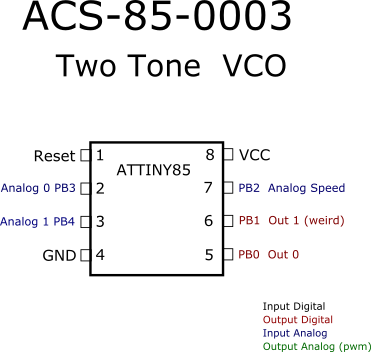 ACS-85-0003
Two Tone VCO
Reset 1 8 VCC
ATTINY85
Analog 0 PB3 2 7 PB2 Analog Speed
Analog 1 PB4 3 6 PB1 Out 1 (weird)
GND 4 5 PB0 Out 0
Input Digital
Output Digital
Input Analog
Output Analog (pwm)